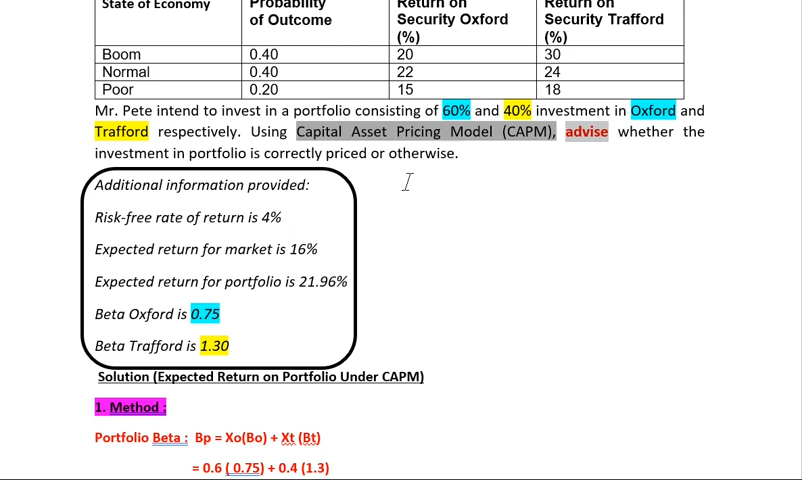 State of Economy Probability of Outcome Return on Security Oxford (%) Return on Security Trafford (%)
Boom 0.40 20 30
Normal 0.40 22 24
Poor 0.20 15 18
Mr. Pete intend to invest in a portfolio consisting of 60% and 40% investment in Oxford and
Trafford respectively. Using Capital Asset Pricing Model (CAPM), advise whether the
investment in portfolio is correctly priced or otherwise.
Additional information provided:
Risk-free rate of return is 4%
Expected return for market is 16%
Expected return for portfolio is 21.96%
Beta Oxford is 0.75
Beta Trafford is 1.30
Solution (Expected Return on Portfolio Under CAPM)
1. Method :
Portfolio Beta : Bp = Xo(Bo) + Xt (Bt)
= 0.6 ( 0.75) + 0.4 (1.3)